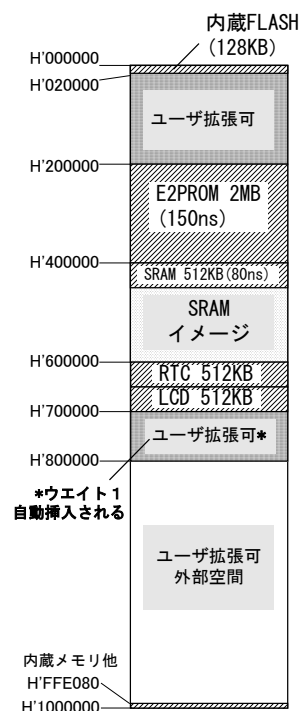 内蔵FLASH
(128KB)
H'000000
H'020000
ユーザ拡張可
H'200000
E2PROM 2MB
(150ns)
H'400000
SRAM 512KB(80ns)
SRAM
イメージ
H'600000
RTC 512KB
LCD 512KB
H'700000
ユーザ拡張可*
H'800000
*ウエイト１
自動挿入される
ユーザ拡張可
外部空間
内蔵メモリ他
H'FFE080
H'1000000